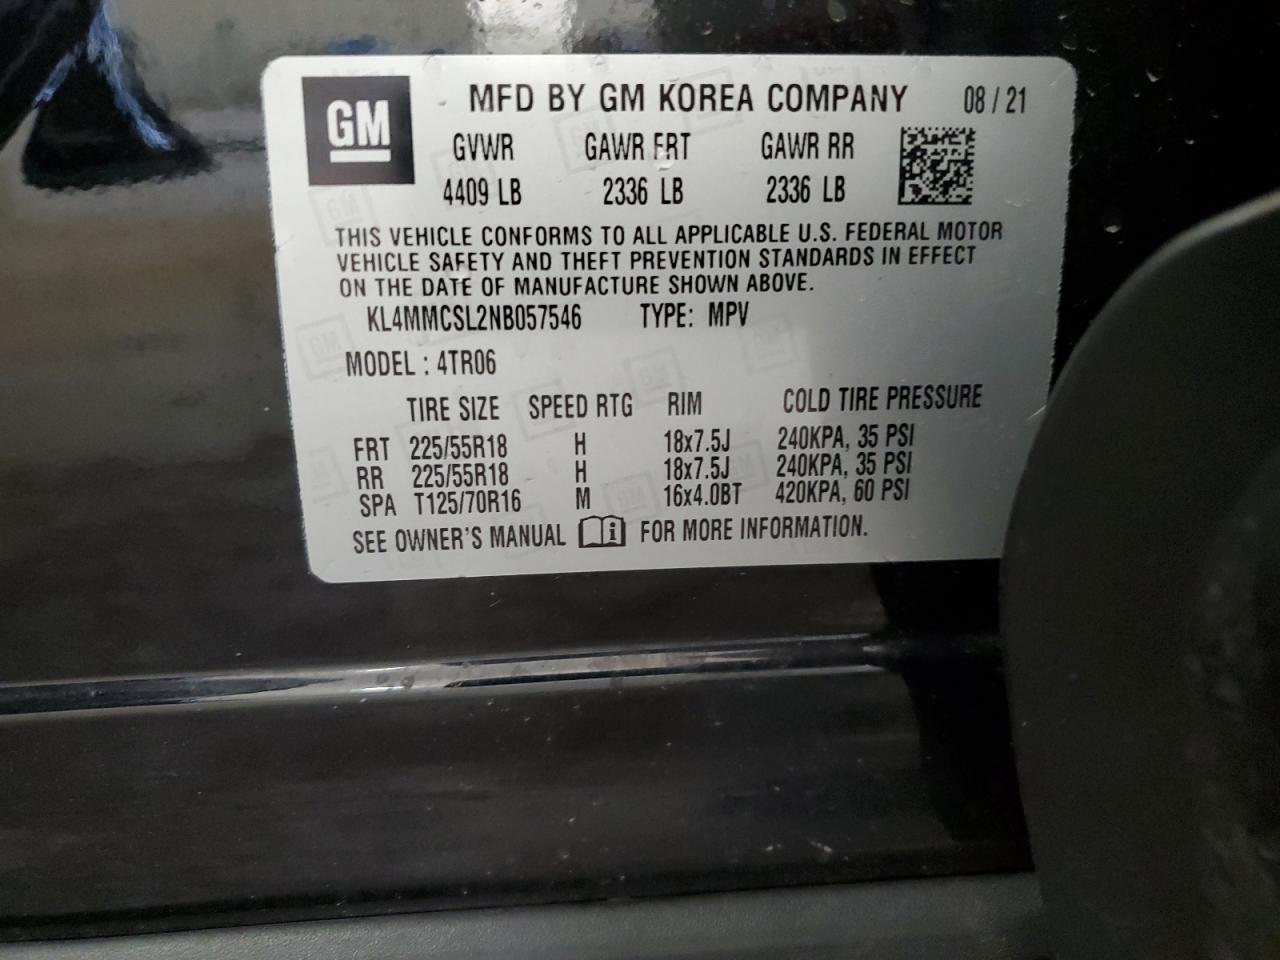 GM
MFD BY GM KOREA COMPANY 08 / 21
GVWR GAWR FRT GAWR RR
4409 LB 2336 LB 2336 LB
THIS VEHICLE CONFORMS TO ALL APPLICABLE U.S. FEDERAL MOTOR
VEHICLE SAFETY AND THEFT PREVENTION STANDARDS IN EFFECT
ON THE DATE OF MANUFACTURE SHOWN ABOVE.
KL4MMCSL2NB057546 TYPE: MPV
MODEL : 4TR06
TIRE SIZE SPEED RTG RIM COLD TIRE PRESSURE
FRT 225/55R18 H 18x7.5J 240KPA, 35 PSI
RR 225/55R18 H 18x7.5J 240KPA, 35 PSI
SPA T125/70R16 M 16x4.0BT 420KPA, 60 PSI
SEE OWNER'S MANUAL FOR MORE INFORMATION.